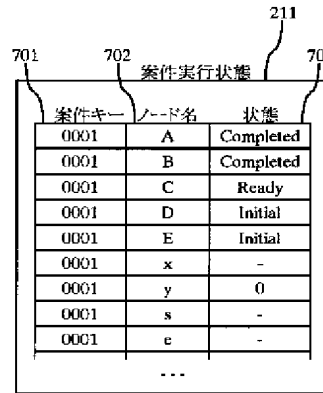 211
701 702 70
案件実行状態
案件キー ノード名 状態
0001 A Completed
0001 B Completed
0001 C Ready
0001 D Initial
0001 E Initial
0001 x -
0001 y 0
0001 s -
0001 e -
...